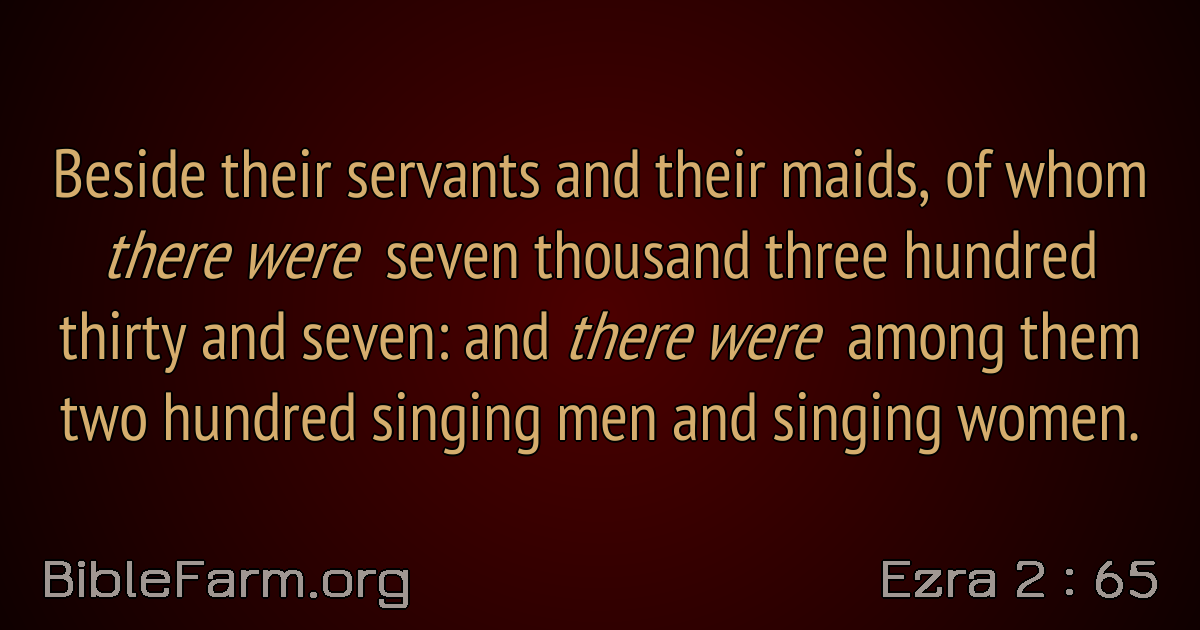 Beside their servants and their maids, of whom
there were seven thousand three hundred
thirty and seven: and there were among them
two hundred singing men and singing women.
BibleFarm.org
Ezra 2 : 65